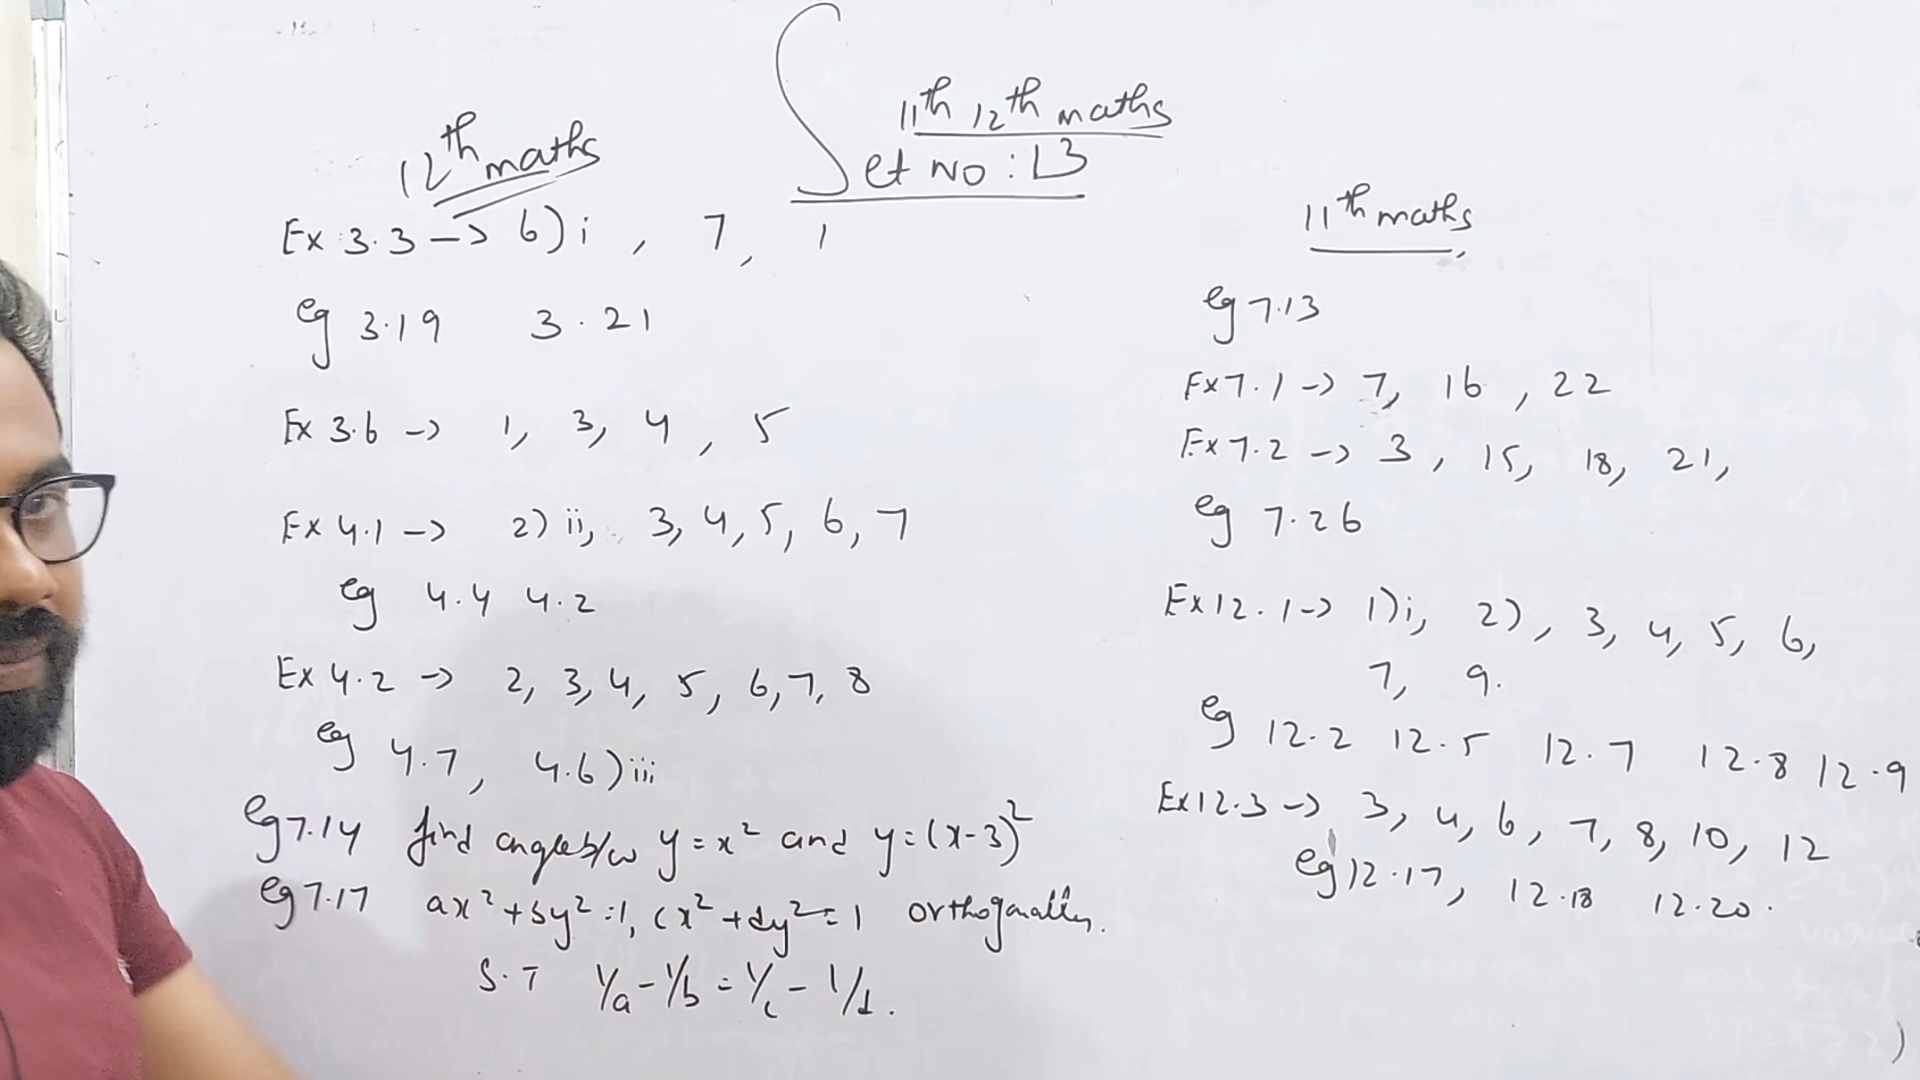 11th 12th maths
Set no : 13
12th maths
Ex 3.3 -> 6) i , 7, 1
eg 3.19 3.21
Ex 3.6 -> 1, 3, 4 , 5
Ex 4.1 -> 2) ii, 3, 4, 5, 6, 7
eg 4.4 4.2
Ex 4.2 -> 2, 3, 4, 5, 6, 7, 8
eg 4.7, 4.6) iii
eg 7.14 find angles b/w y = x² and y = (x-3)²
eg 7.17 ax² + by² = 1, cx² + dy² = 1 orthogonally.
S.T 1/a - 1/b = 1/c - 1/d.
11th maths
eg 7.13
Ex 7.1 -> 7, 16 , 22
Ex 7.2 -> 3 , 15, 18, 21,
eg 7.26
Ex 12.1 -> 1) i, 2) , 3, 4, 5, 6,
7, 9.
eg 12.2 12.5 12.7 12.8 12.9
Ex 12.3 -> 3, 4, 6, 7, 8, 10, 12
eg 12.17, 12.18 12.20.